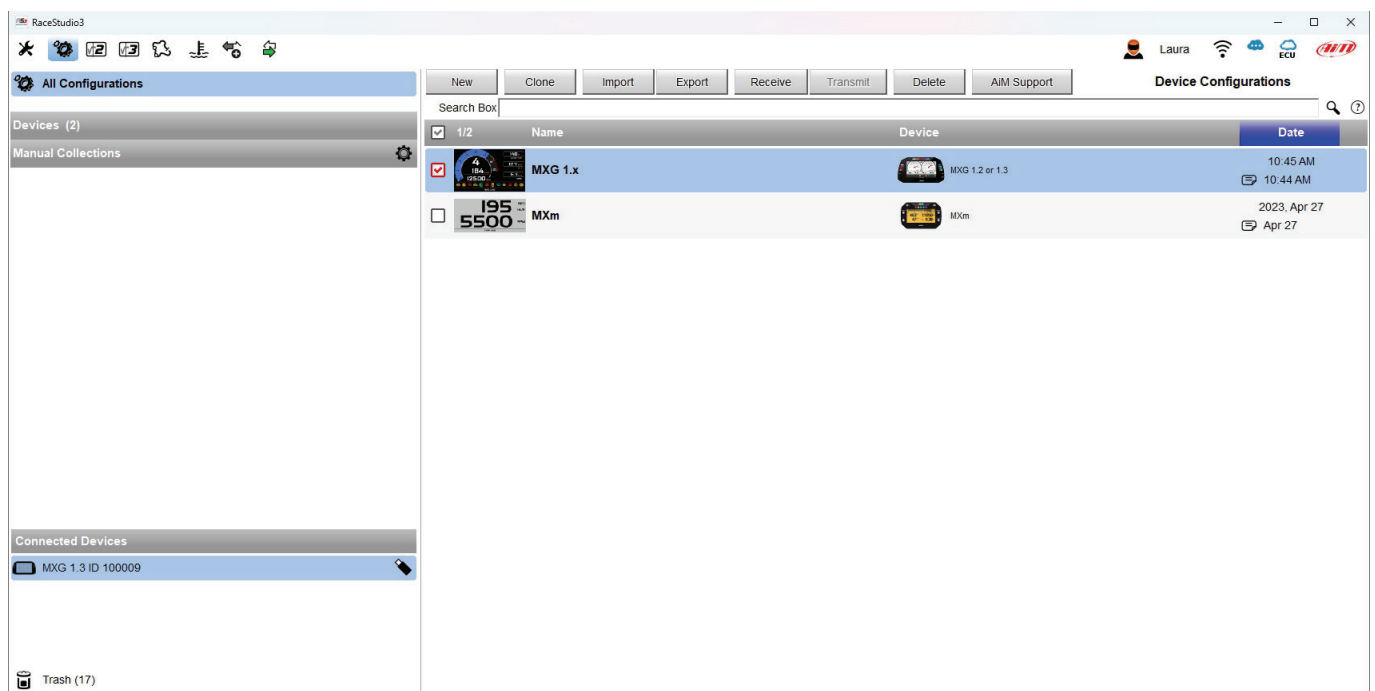 RaceStudio3
Laura
ECU
All Configurations
New Clone Import Export Receive Transmit Delete AiM Support Device Configurations
Search Box
Devices (2)
1/2 Name Device Date
Manual Collections
MXG 1.x MXG 1.2 or 1.3 10:45 AM
10:44 AM
195
5500
MXm MXm 2023, Apr 27
Apr 27
Connected Devices
MXG 1.3 ID 100009
Trash (17)